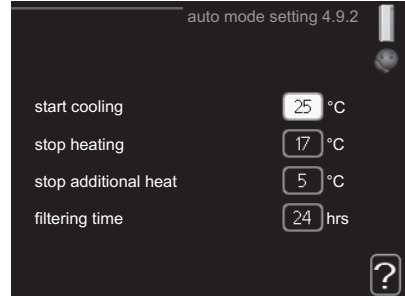 auto mode setting 4.9.2
start cooling 25 °C
stop heating 17 °C
stop additional heat 5 °C
filtering time 24 hrs
?